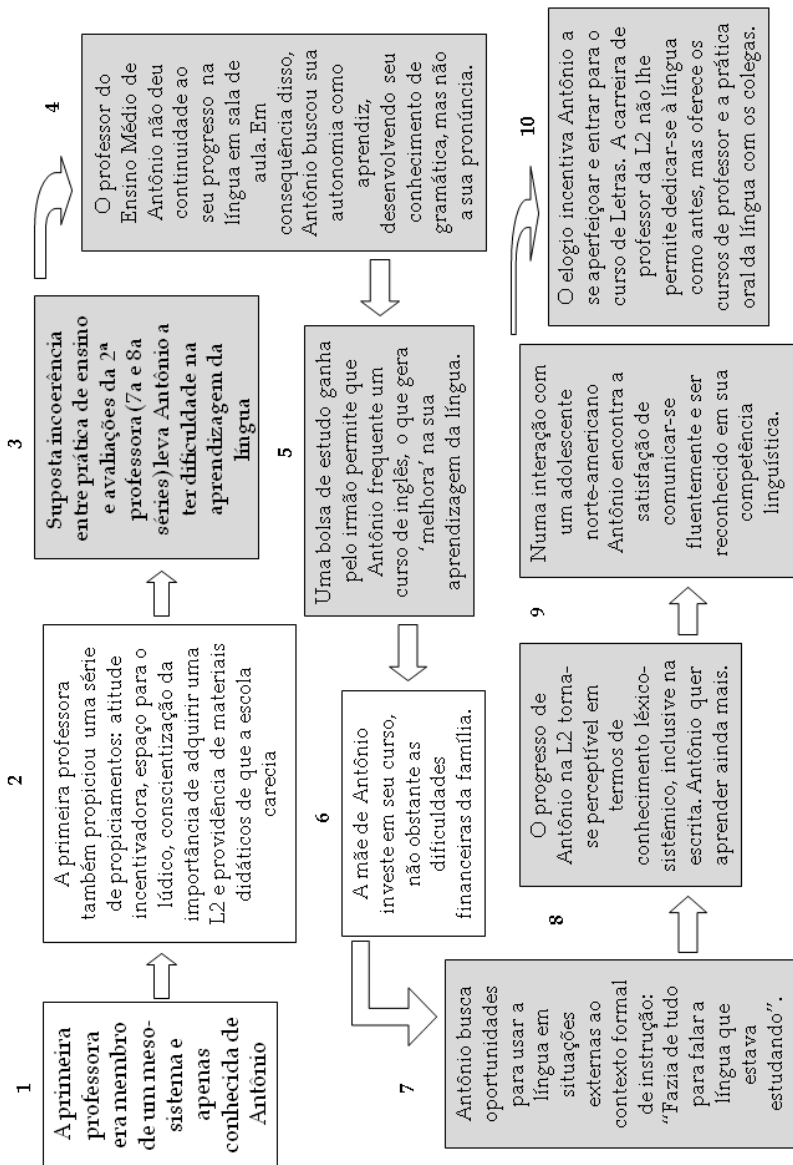 1
A primeira
professora
era membro
de um meso-
sistema e
apenas
conhecida de
Antônio
2
A primeira professora
também propiciou uma série
de propiciamentos: atitude
incentivadora, espaço para o
lúdico, conscientização da
importância de adquirir uma
L2 e providência de materiais
didáticos de que a escola
carecia
3
Suposta incoerência
entre prática de ensino
e avaliações da 2ª
professora (7a e 8a
séries) leva Antônio a
ter dificuldade na
aprendizagem da
língua
4
O professor do
Ensino Médio de
Antônio não deu
continuidade ao
seu progresso na
língua em sala de
aula. Em
consequência disso,
Antônio buscou sua
autonomia como
aprendiz,
desenvolvendo seu
conhecimento de
gramática, mas não
a sua pronúncia.
5
Uma bolsa de estudo ganha
pelo irmão permite que
Antônio frequente um
curso de inglês, o que gera
‘melhora’ na sua
aprendizagem da língua.
6
A mãe de Antônio
investe em seu curso,
não obstante as
dificuldades
financeiras da família.
7
Antônio busca
oportunidades
para usar a
língua em
situações
externas ao
contexto formal
de instrução:
“Fazia de tudo
para falar a
língua que
estava
estudando”.
8
O progresso de
Antônio na L2 torna-
se perceptível em
termos de
conhecimento léxico-
sistêmico, inclusive na
escrita. Antônio quer
aprender ainda mais.
9
Numa interação com
um adolescente
norte-americano
Antônio encontra a
satisfação de
comunicar-se
fluentemente e ser
reconhecido em sua
competência
linguística.
10
O elogio incentiva Antônio a
se aperfeiçoar e entrar para o
curso de Letras. A carreira de
professor da L2 não lhe
permite dedicar-se à língua
como antes, mas oferece os
cursos de professor e a prática
oral da língua com os colegas.